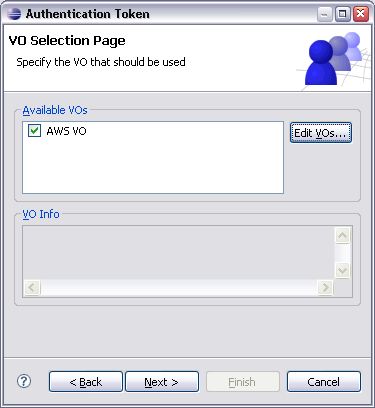 Authentication Token
VO Selection Page
Specify the VO that should be used
Available VOs
AWS VO
Edit VOs...
VO Info
?
< Back
Next >
Finish
Cancel